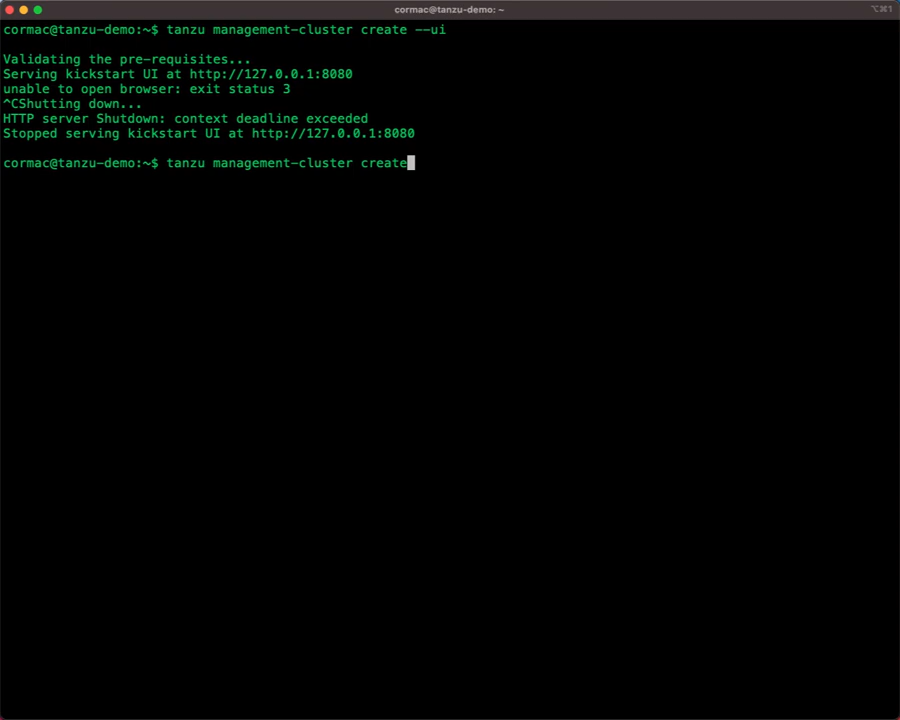 cormac@tanzu-demo: ~
⌥⌘1
cormac@tanzu-demo:~$ tanzu management-cluster create --ui
Validating the pre-requisites...
Serving kickstart UI at http://127.0.0.1:8080
unable to open browser: exit status 3
^CShutting down...
HTTP server Shutdown: context deadline exceeded
Stopped serving kickstart UI at http://127.0.0.1:8080
cormac@tanzu-demo:~$ tanzu management-cluster create